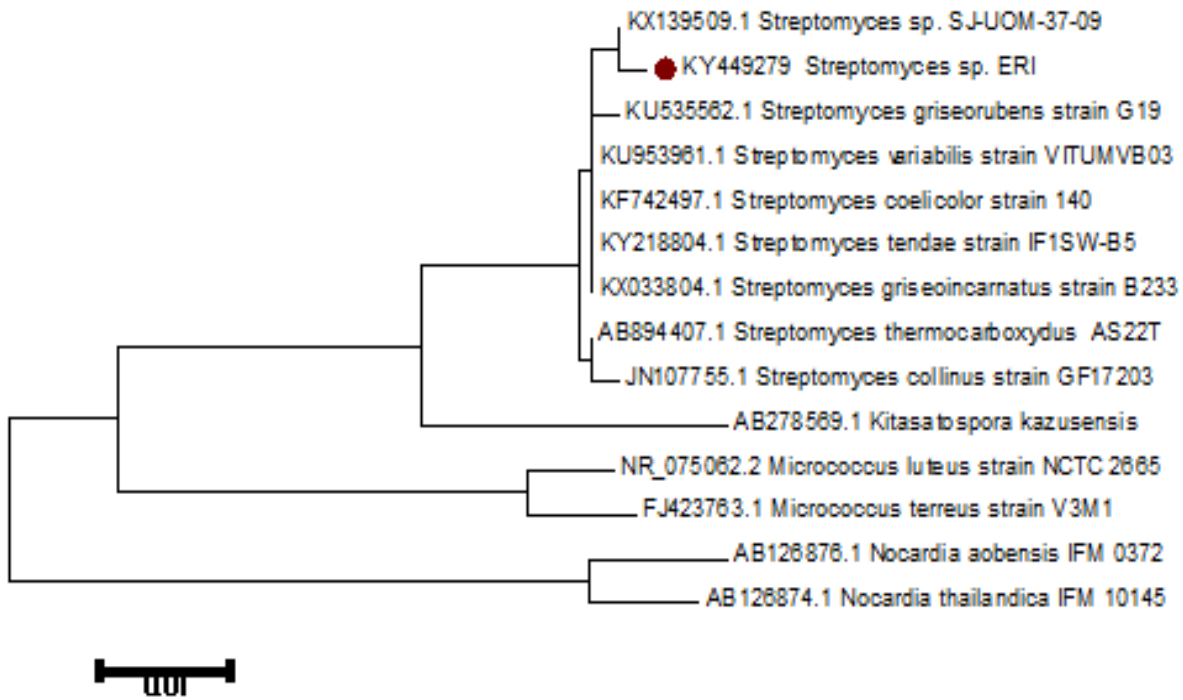 KX139509.1 Streptomyces sp. SJ-UOM-37-09
KY449279 Streptomyces sp. ERI
KU535562.1 Streptomyces griseorubens strain G19
KU953961.1 Streptomyces variabilis strain VITUMVB03
KF742497.1 Streptomyces coelicolor strain 140
KY218804.1 Streptomyces tendae strain IF1SW-B5
KX033804.1 Streptomyces griseoincarnatus strain B233
AB894407.1 Streptomyces thermocarboxydus AS22T
JN107755.1 Streptomyces collinus strain GF17203
AB278569.1 Kitasatospora kazusensis
NR_075062.2 Micrococcus luteus strain NCTC 2665
FJ423763.1 Micrococcus terreus strain V3M1
AB126876.1 Nocardia aobensis IFM 0372
AB126874.1 Nocardia thailandica IFM 10145